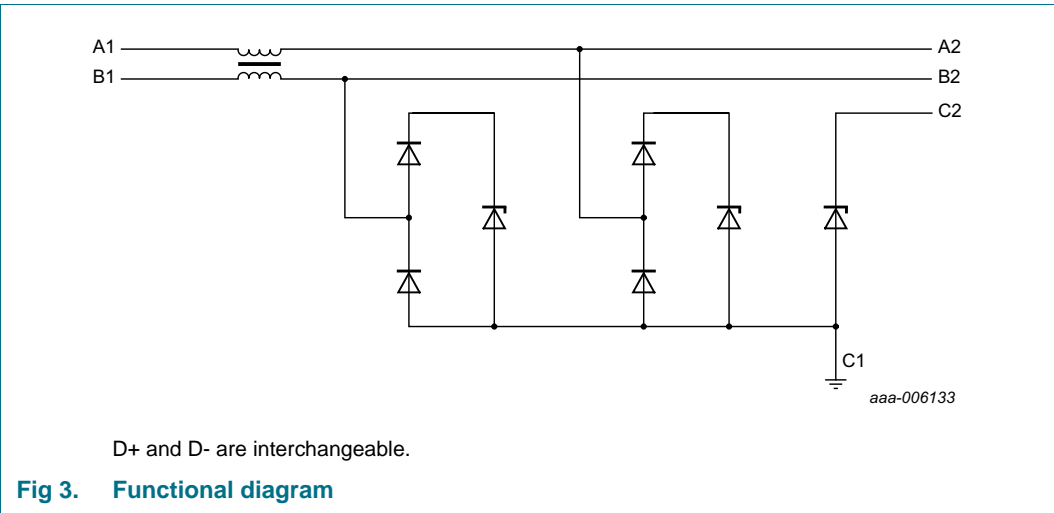 A1
A2
B1
B2
C2
C1
aaa-006133
D+ and D- are interchangeable.
Fig 3. Functional diagram